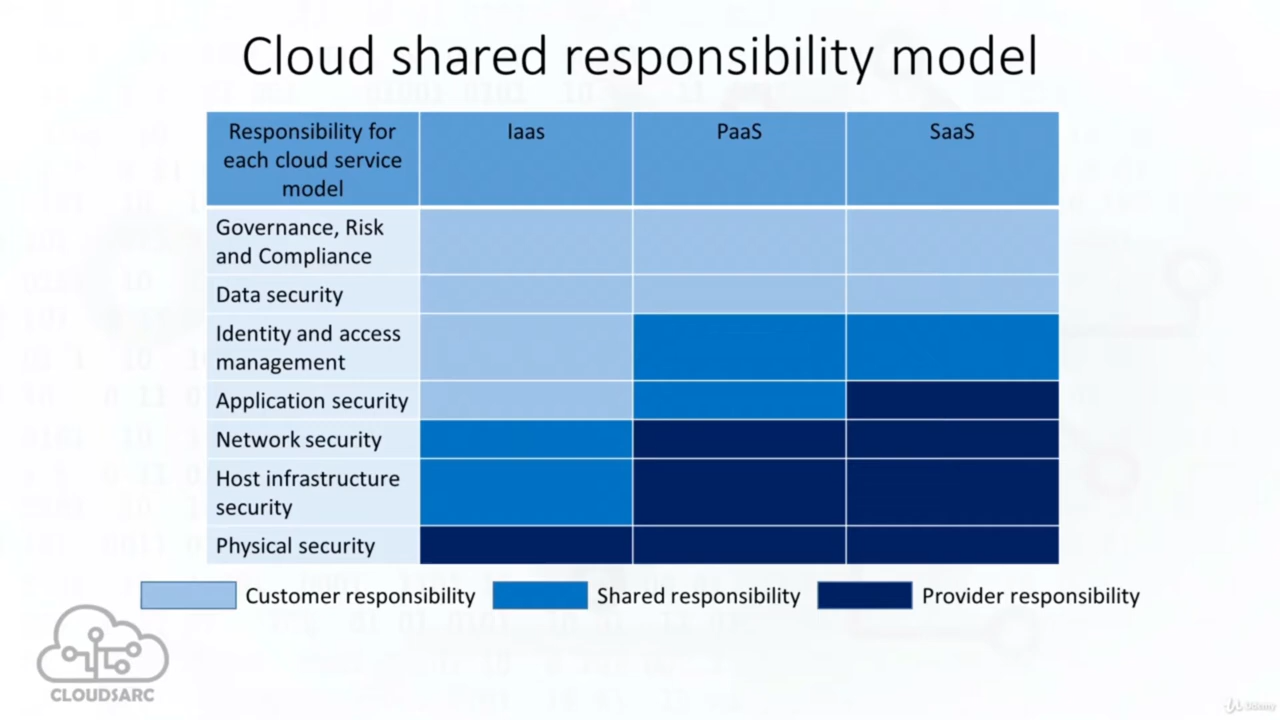 Cloud shared responsibility model
Responsibility for
each cloud service
model
Iaas
PaaS
SaaS
Governance, Risk
and Compliance
Data security
Identity and access
management
Application security
Network security
Host infrastructure
security
Physical security
Customer responsibility
Shared responsibility
Provider responsibility
CLOUDSARC
Udemy